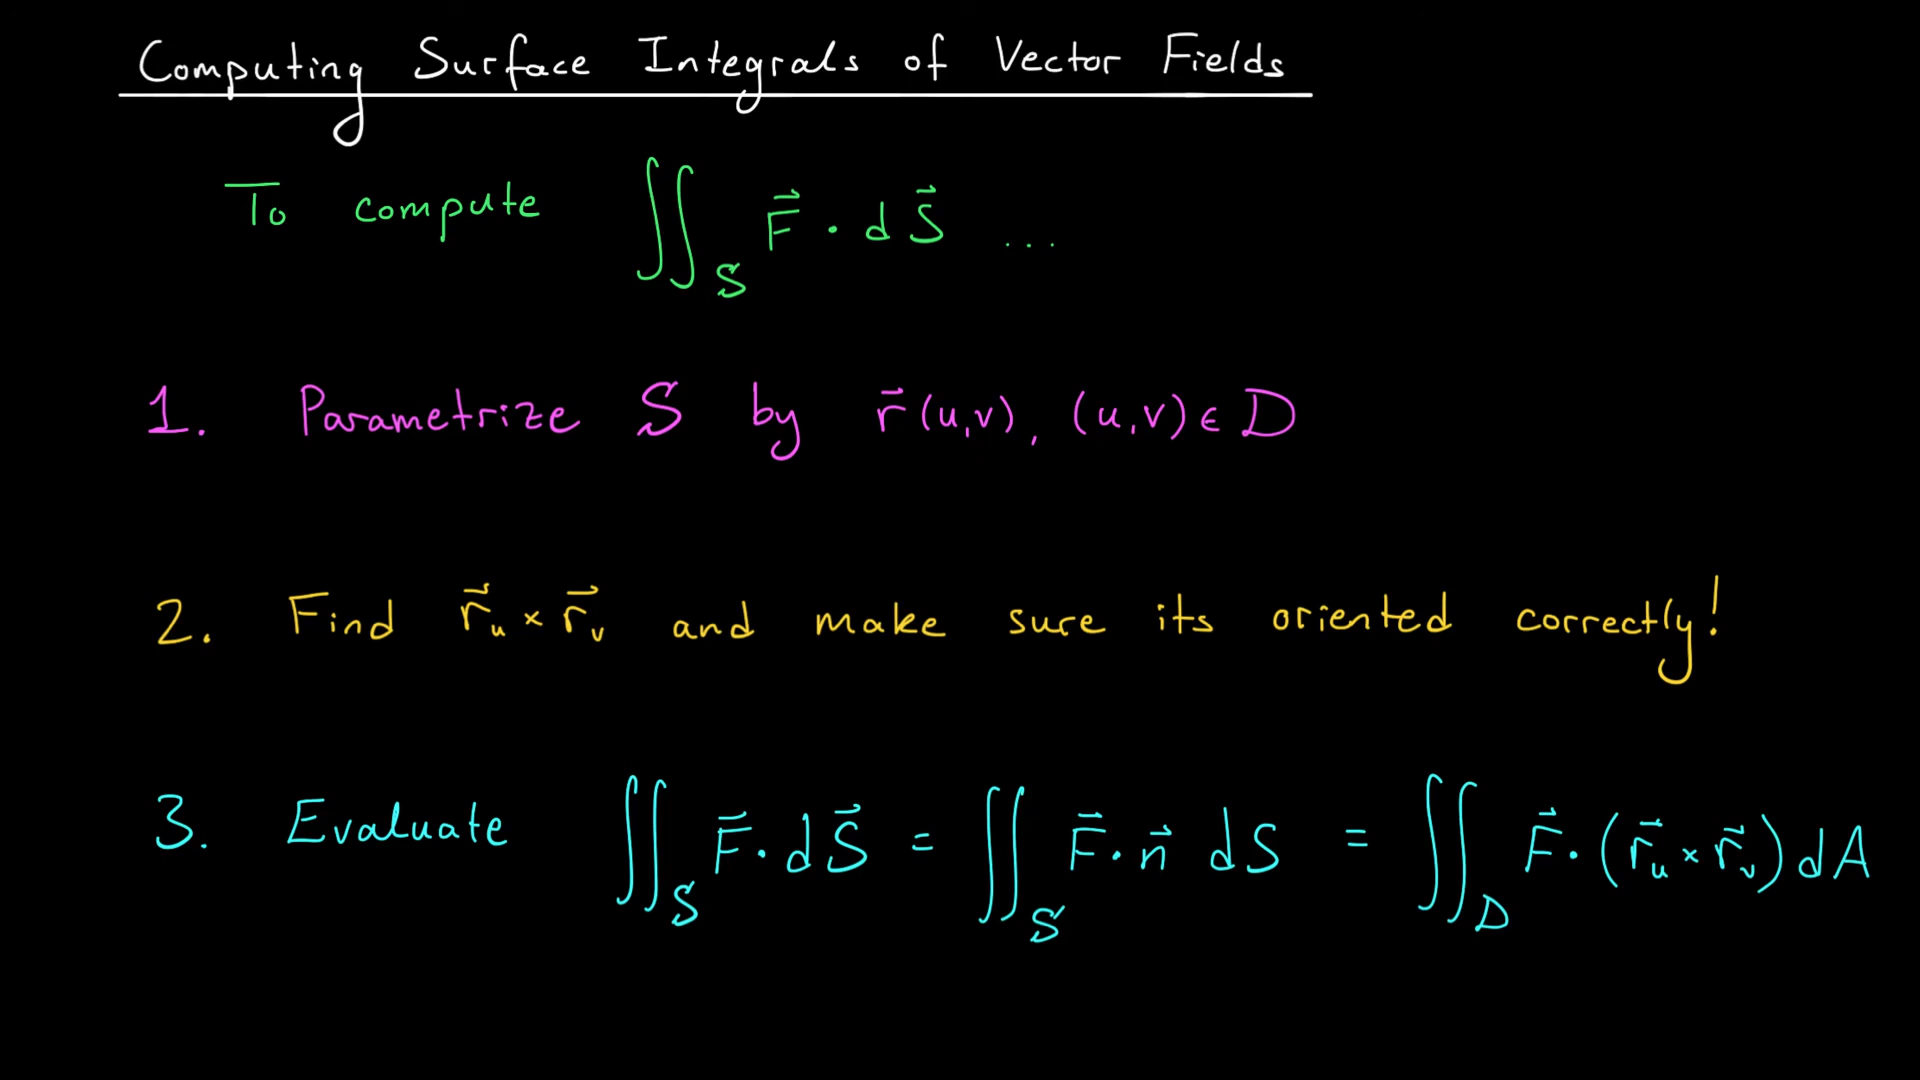 Computing Surface Integrals of Vector Fields
To compute ∬_S F⃗ · dS⃗ ...
1. Parametrize S by r⃗(u,v), (u,v) ∈ D
2. Find r⃗_u × r⃗_v and make sure its oriented correctly!
3. Evaluate ∬_S F⃗ · dS⃗ = ∬_S F⃗ · n⃗ dS = ∬_D F⃗ · (r⃗_u × r⃗_v) dA